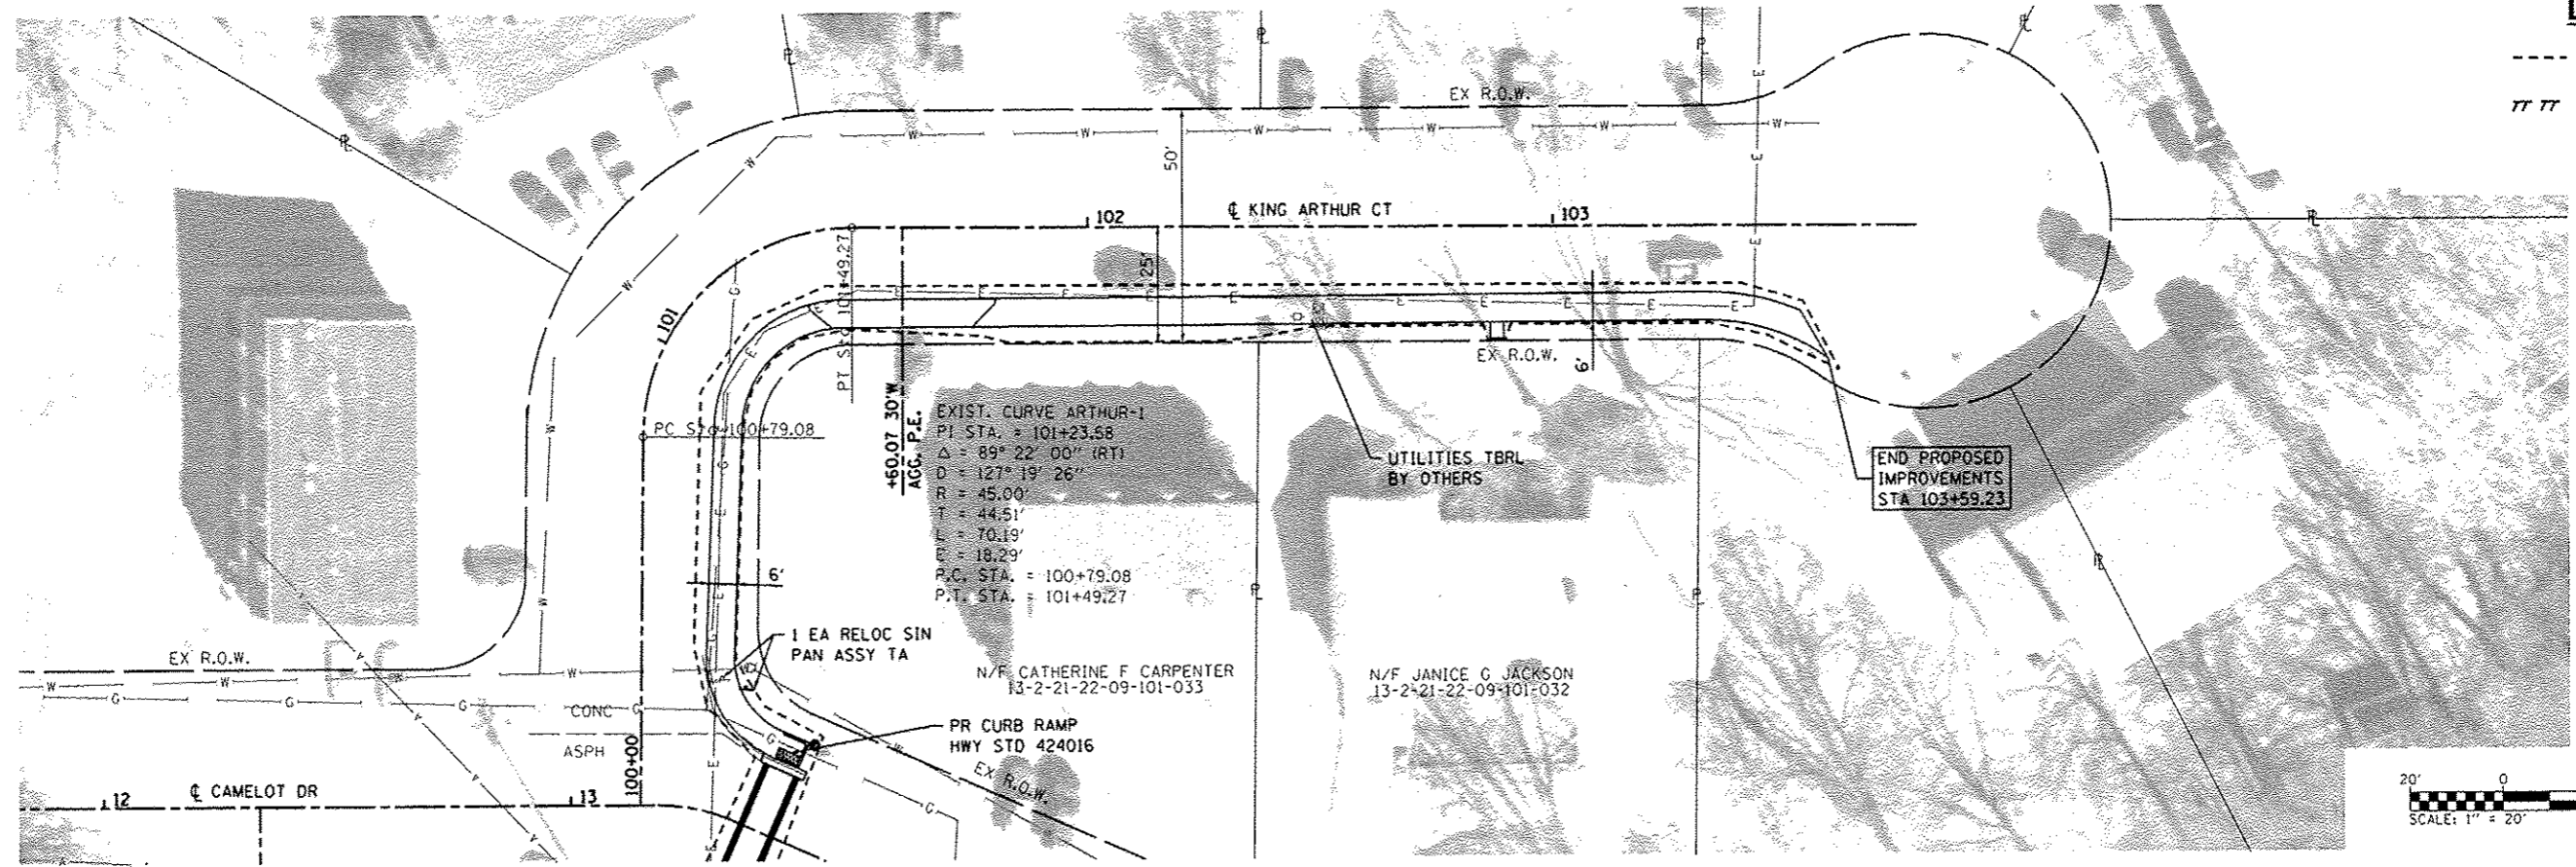 EX R.O.W.
50'
25'
102
℄ KING ARTHUR CT
103
101
PT Sta 101+49.27
PC Sta 100+79.08
+60.07 30'W
AGG. P.E.
EXIST. CURVE ARTHUR-1
PI STA. = 101+23.58
Δ = 89° 22' 00" (RT)
D = 127° 19' 26"
R = 45.00'
T = 44.51'
L = 70.19'
E = 18.29'
P.C. STA. = 100+79.08
P.T. STA. = 101+49.27
EX R.O.W.
6'
UTILITIES TBRL
BY OTHERS
END PROPOSED
IMPROVEMENTS
STA 103+59.23
6'
1 EA RELOC SIN
PAN ASSY TA
N/F CATHERINE F CARPENTER
13-2-21-22-09-101-033
N/F JANICE G JACKSON
13-2-21-22-09-101-032
EX R.O.W.
CONC
ASPH
PR CURB RAMP
HWY STD 424016
EX R.O.W.
100+00
12
℄ CAMELOT DR
13
20' 0
SCALE: 1" = 20'